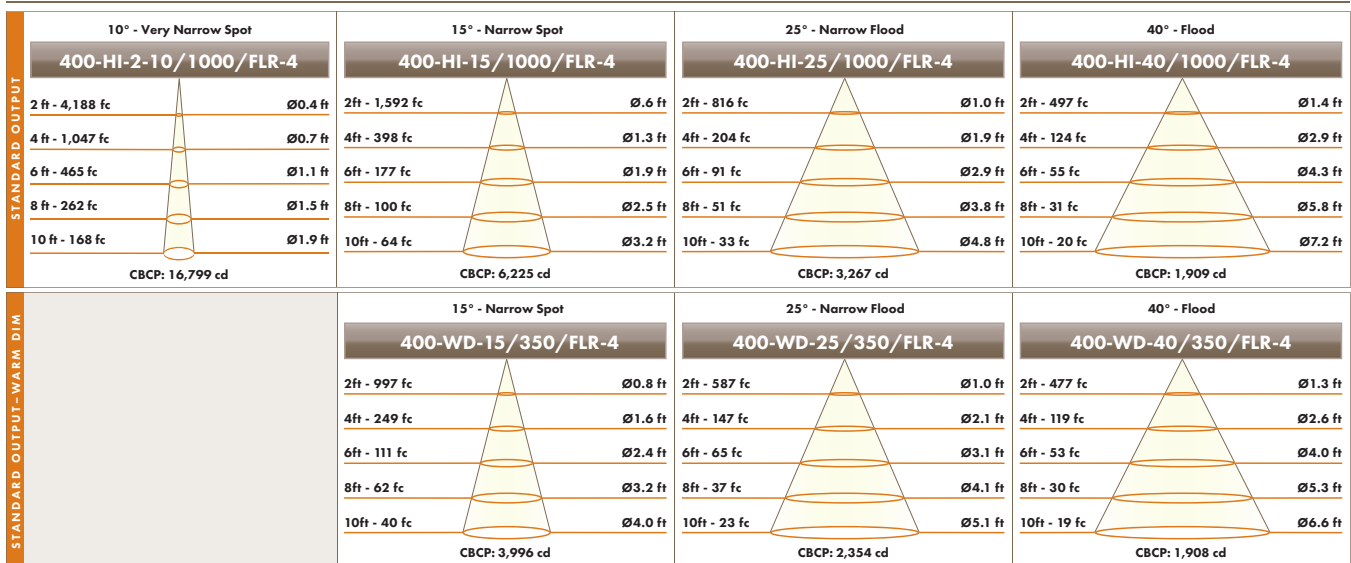 STANDARD OUTPUT
10° - Very Narrow Spot
400-HI-2-10/1000/FLR-4
2 ft - 4,188 fc Ø0.4 ft
4 ft - 1,047 fc Ø0.7 ft
6 ft - 465 fc Ø1.1 ft
8 ft - 262 fc Ø1.5 ft
10 ft - 168 fc Ø1.9 ft
CBCP: 16,799 cd
15° - Narrow Spot
400-HI-15/1000/FLR-4
2ft - 1,592 fc Ø.6 ft
4ft - 398 fc Ø1.3 ft
6ft - 177 fc Ø1.9 ft
8ft - 100 fc Ø2.5 ft
10ft - 64 fc Ø3.2 ft
CBCP: 6,225 cd
25° - Narrow Flood
400-HI-25/1000/FLR-4
2ft - 816 fc Ø1.0 ft
4ft - 204 fc Ø1.9 ft
6ft - 91 fc Ø2.9 ft
8ft - 51 fc Ø3.8 ft
10ft - 33 fc Ø4.8 ft
CBCP: 3,267 cd
40° - Flood
400-HI-40/1000/FLR-4
2ft - 497 fc Ø1.4 ft
4ft - 124 fc Ø2.9 ft
6ft - 55 fc Ø4.3 ft
8ft - 31 fc Ø5.8 ft
10ft - 20 fc Ø7.2 ft
CBCP: 1,909 cd
STANDARD OUTPUT–WARM DIM
15° - Narrow Spot
400-WD-15/350/FLR-4
2ft - 997 fc Ø0.8 ft
4ft - 249 fc Ø1.6 ft
6ft - 111 fc Ø2.4 ft
8ft - 62 fc Ø3.2 ft
10ft - 40 fc Ø4.0 ft
CBCP: 3,996 cd
25° - Narrow Flood
400-WD-25/350/FLR-4
2ft - 587 fc Ø1.0 ft
4ft - 147 fc Ø2.1 ft
6ft - 65 fc Ø3.1 ft
8ft - 37 fc Ø4.1 ft
10ft - 23 fc Ø5.1 ft
CBCP: 2,354 cd
40° - Flood
400-WD-40/350/FLR-4
2ft - 477 fc Ø1.3 ft
4ft - 119 fc Ø2.6 ft
6ft - 53 fc Ø4.0 ft
8ft - 30 fc Ø5.3 ft
10ft - 19 fc Ø6.6 ft
CBCP: 1,908 cd